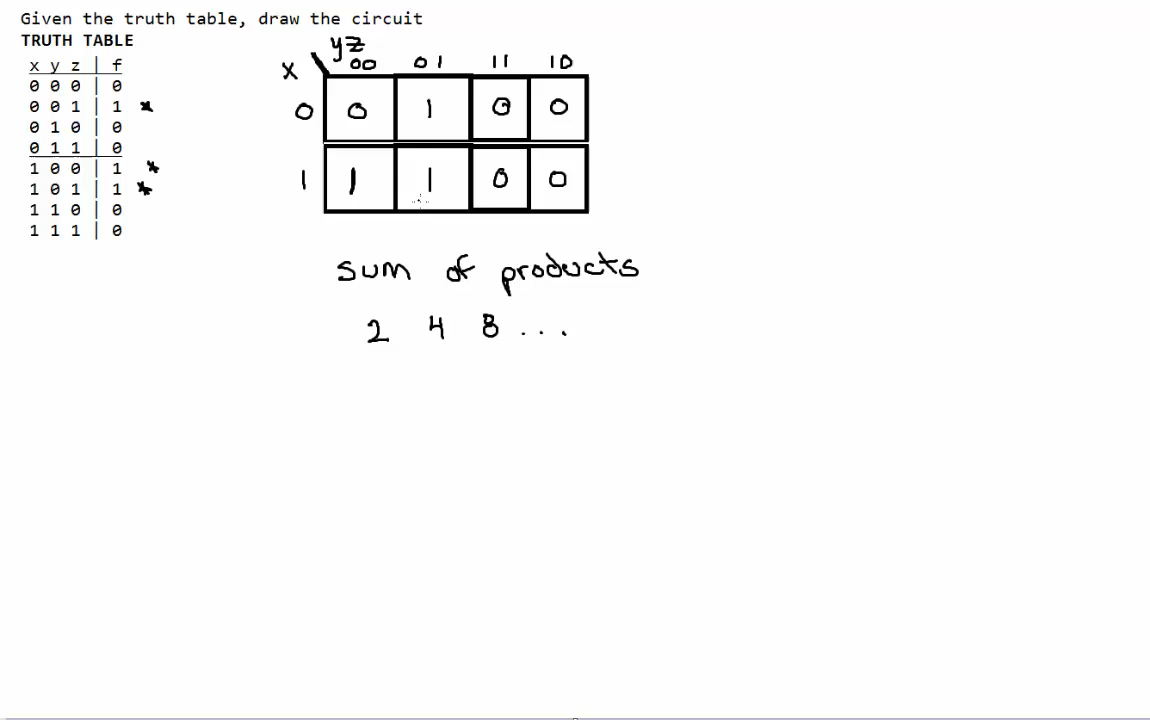 Given the truth table, draw the circuit
TRUTH TABLE
x y z | f
0 0 0 | 0
0 0 1 | 1 *
0 1 0 | 0
0 1 1 | 0
1 0 0 | 1 *
1 0 1 | 1 *
1 1 0 | 0
1 1 1 | 0
yz
x 00 01 11 10
0 0 1 0 0
1 1 1 0 0
sum of products
2 4 8 ...